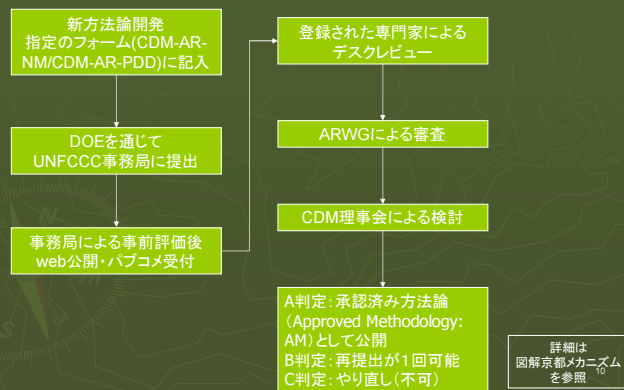 新方法論開発
指定のフォーム(CDM-AR-
NM/CDM-AR-PDD)に記入
DOEを通じて
UNFCCC事務局に提出
事務局による事前評価後
web公開・パブコメ受付
登録された専門家による
デスクレビュー
ARWGによる審査
CDM理事会による検討
A判定：承認済み方法論
（Approved Methodology:
AM）として公開
B判定：再提出が１回可能
C判定：やり直し（不可）
詳細は
図解京都メカニズム
を参照
10
N
S